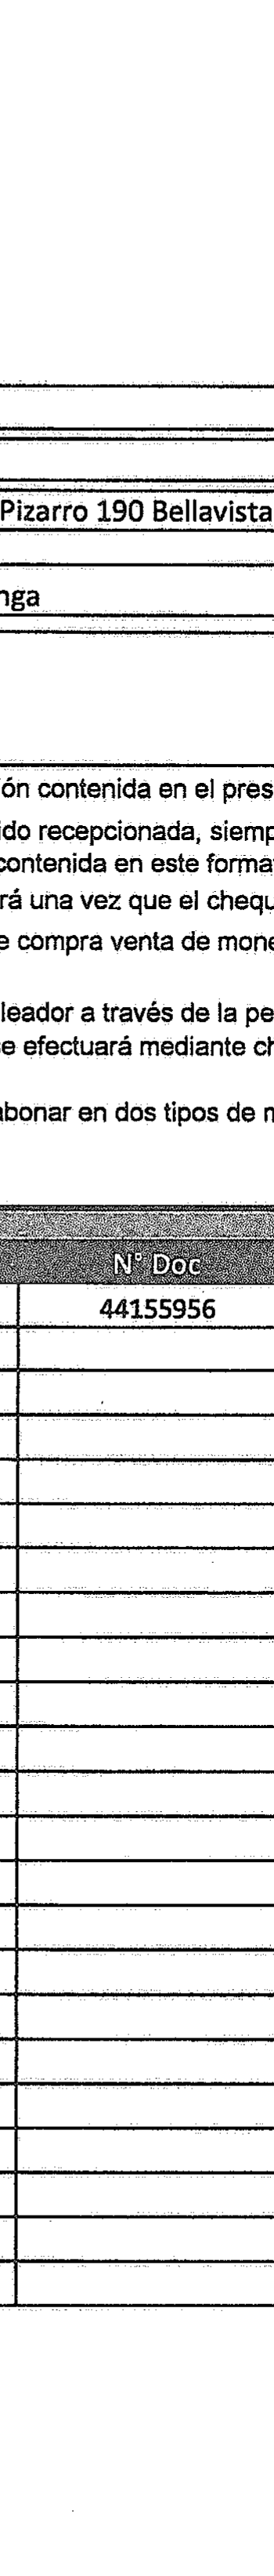 Pizarro 190 Bellavista
nga
ón contenida en el pres
ido recepcionada, siemp
contenida en este forma
rá una vez que el chequ
e compra venta de mone
leador a través de la pe
se efectuará mediante ch
abonar en dos tipos de m
N° Doc
44155956